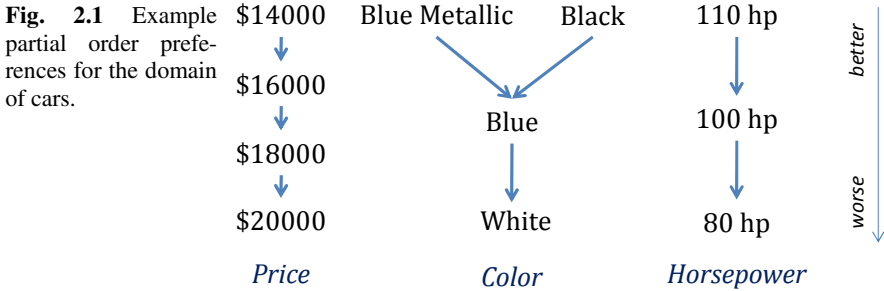 Fig. 2.1 Example
partial order prefe-
rences for the domain
of cars.
$14000 Blue Metallic Black 110 hp
$16000
Blue 100 hp
$18000
$20000 White 80 hp
Price Color Horsepower
better
worse